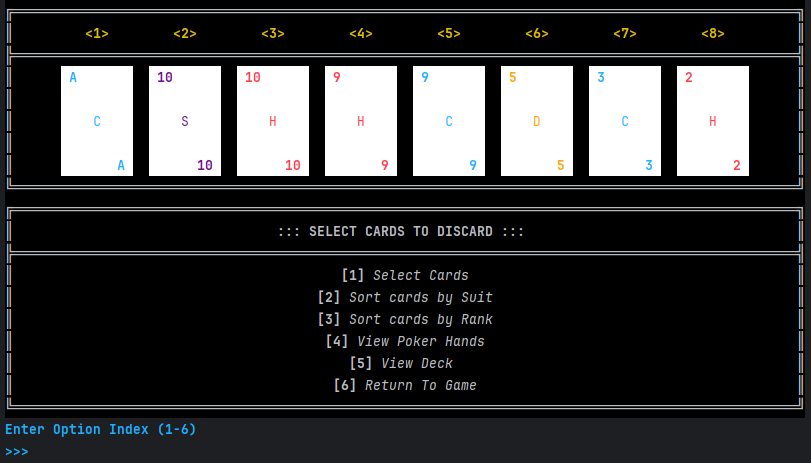 <1> <2> <3> <4> <5> <6> <7> <8>
A 10 10 9 9 5 3 2
C S H H C D C H
A 10 10 9 9 5 3 2
::: SELECT CARDS TO DISCARD :::
[1] Select Cards
[2] Sort cards by Suit
[3] Sort cards by Rank
[4] View Poker Hands
[5] View Deck
[6] Return To Game
Enter Option Index (1-6)
>>>